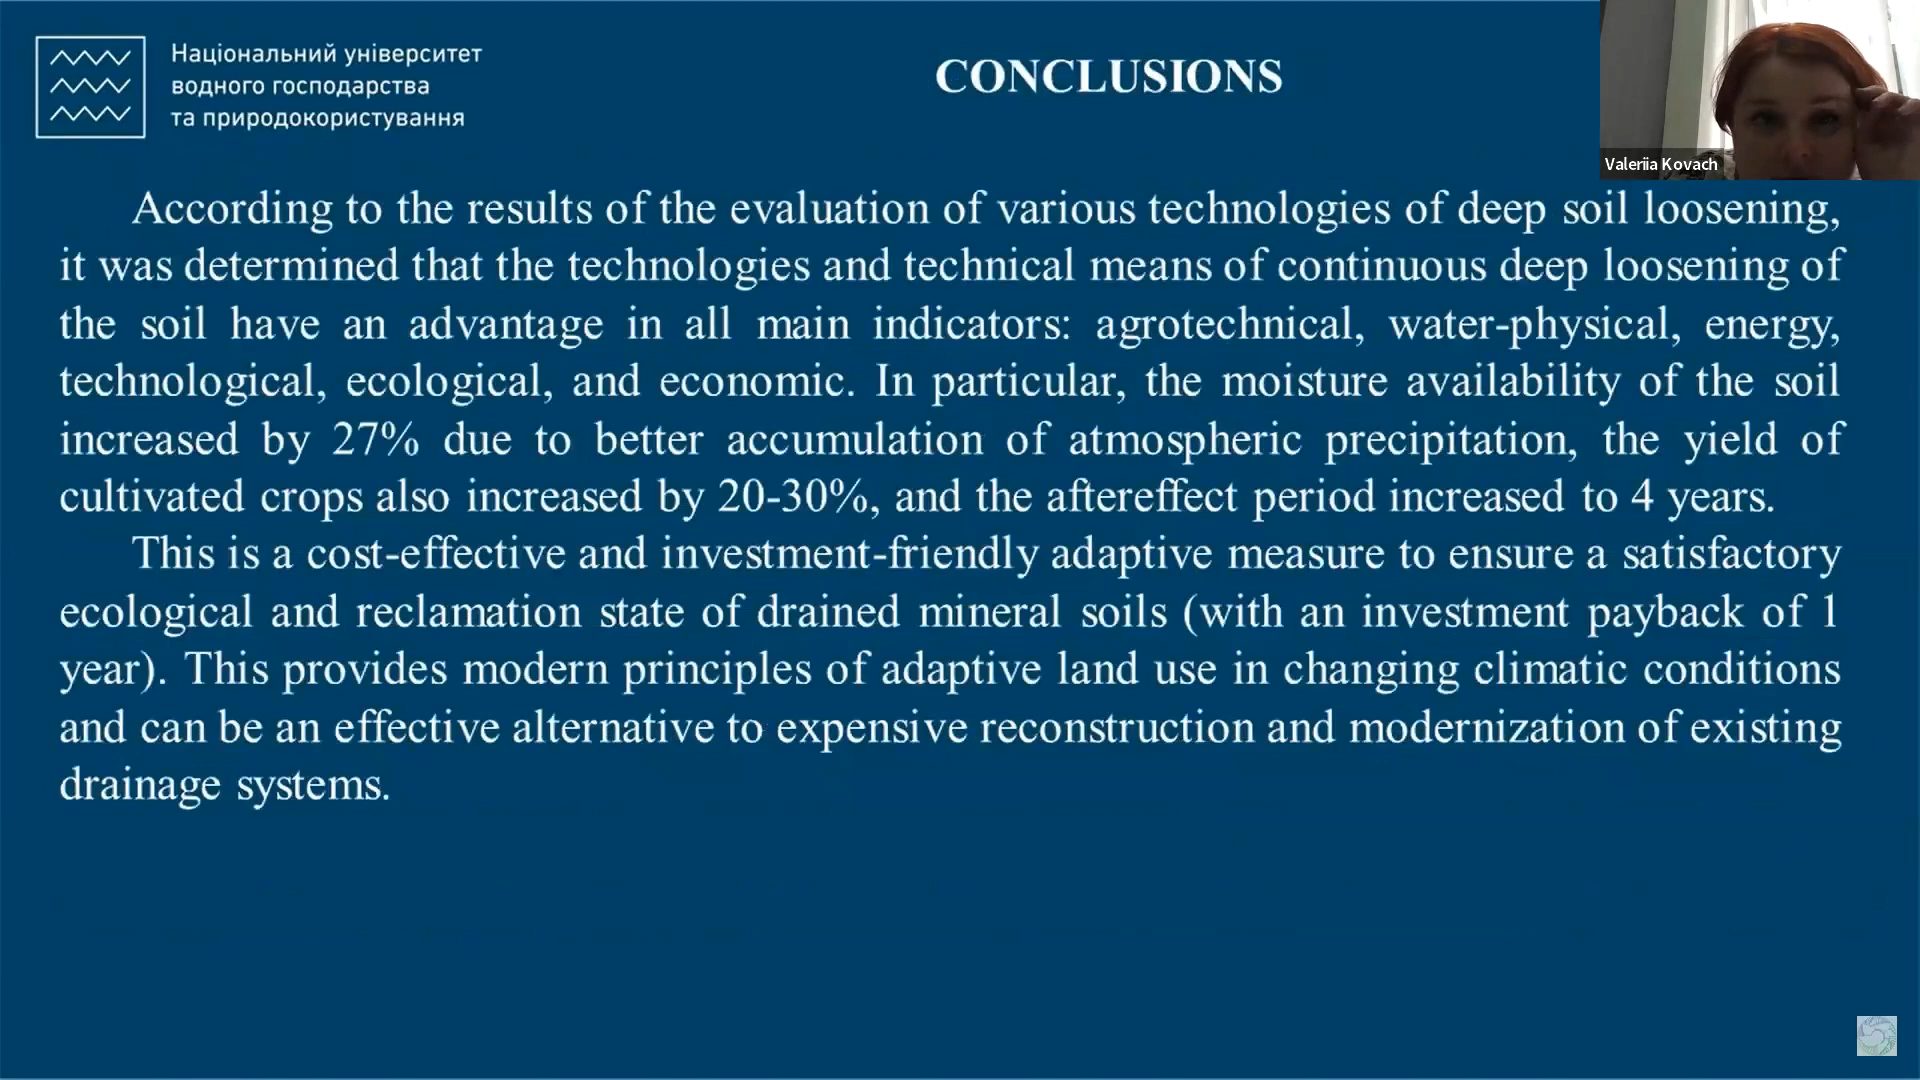 Національний університет
водного господарства
та природокористування
CONCLUSIONS
Valeriia Kovach
According to the results of the evaluation of various technologies of deep soil loosening,
it was determined that the technologies and technical means of continuous deep loosening of
the soil have an advantage in all main indicators: agrotechnical, water-physical, energy,
technological, ecological, and economic. In particular, the moisture availability of the soil
increased by 27% due to better accumulation of atmospheric precipitation, the yield of
cultivated crops also increased by 20-30%, and the aftereffect period increased to 4 years.
This is a cost-effective and investment-friendly adaptive measure to ensure a satisfactory
ecological and reclamation state of drained mineral soils (with an investment payback of 1
year). This provides modern principles of adaptive land use in changing climatic conditions
and can be an effective alternative to expensive reconstruction and modernization of existing
drainage systems.